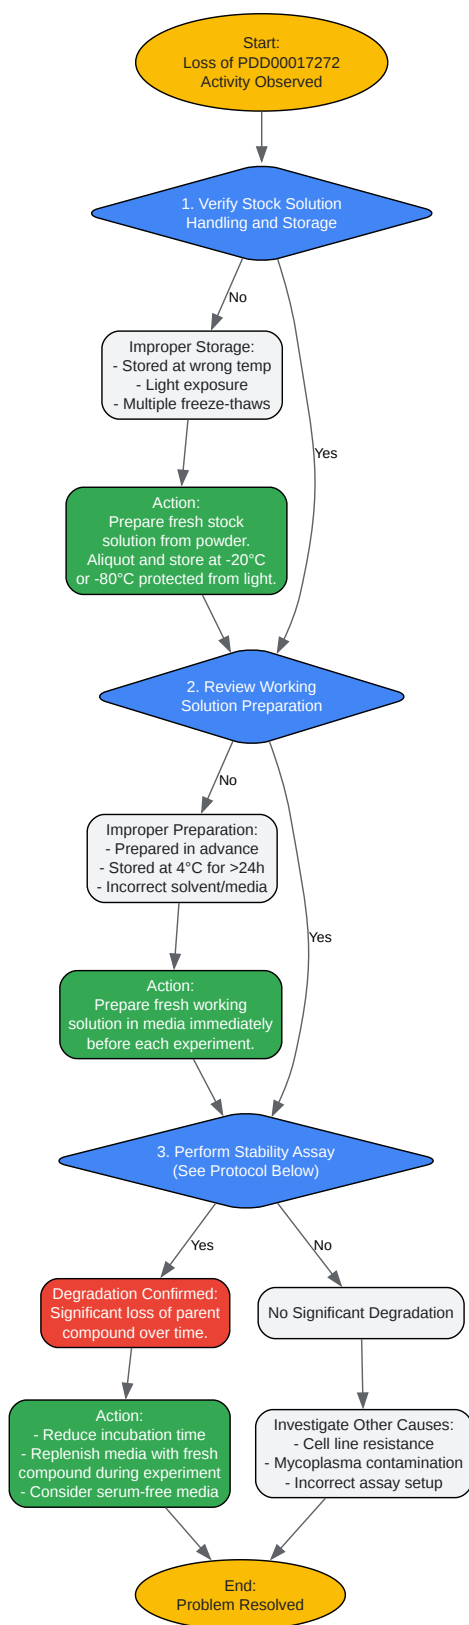 Start:
Loss of PDD00017272
Activity Observed
1. Verify Stock Solution
Handling and Storage
No
Improper Storage:
- Stored at wrong temp
- Light exposure
- Multiple freeze-thaws
Yes
Action:
Prepare fresh stock
solution from powder.
Aliquot and store at -20°C
or -80°C protected from light.
2. Review Working
Solution Preparation
No
Improper Preparation:
- Prepared in advance
- Stored at 4°C for >24h
- Incorrect solvent/media
Yes
Action:
Prepare fresh working
solution in media immediately
before each experiment.
3. Perform Stability Assay
(See Protocol Below)
Yes
No
Degradation Confirmed:
Significant loss of parent
compound over time.
No Significant Degradation
Action:
- Reduce incubation time
- Replenish media with fresh
compound during experiment
- Consider serum-free media
Investigate Other Causes:
- Cell line resistance
- Mycoplasma contamination
- Incorrect assay setup
End:
Problem Resolved